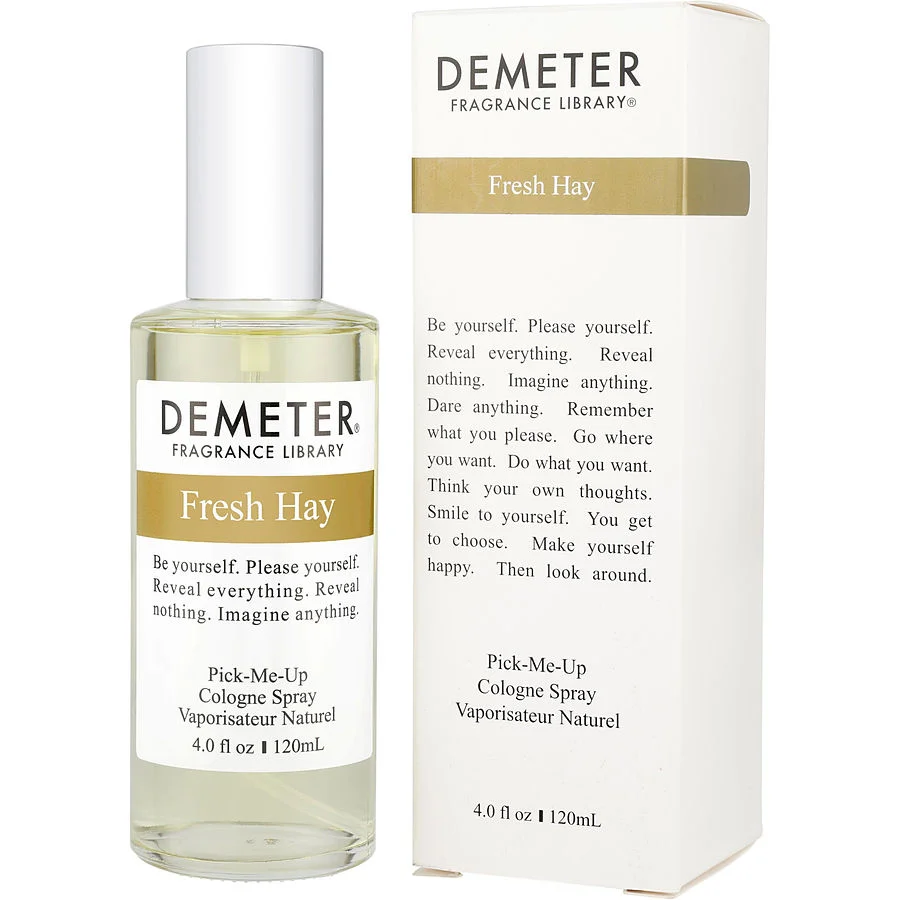 DEMETER®
FRAGRANCE LIBRARY
Fresh Hay
Be yourself. Please yourself.
Reveal everything. Reveal
nothing. Imagine anything.
Pick-Me-Up
Cologne Spray
Vaporisateur Naturel
4.0 fl oz ▮ 120mL
DEMETER
FRAGRANCE LIBRARY®
Fresh Hay
Be yourself. Please yourself.
Reveal everything. Reveal
nothing. Imagine anything.
Dare anything. Remember
what you please. Go where
you want. Do what you want.
Think your own thoughts.
Smile to yourself. You get
to choose. Make yourself
happy. Then look around.
Pick-Me-Up
Cologne Spray
Vaporisateur Naturel
4.0 fl oz ▮ 120mL